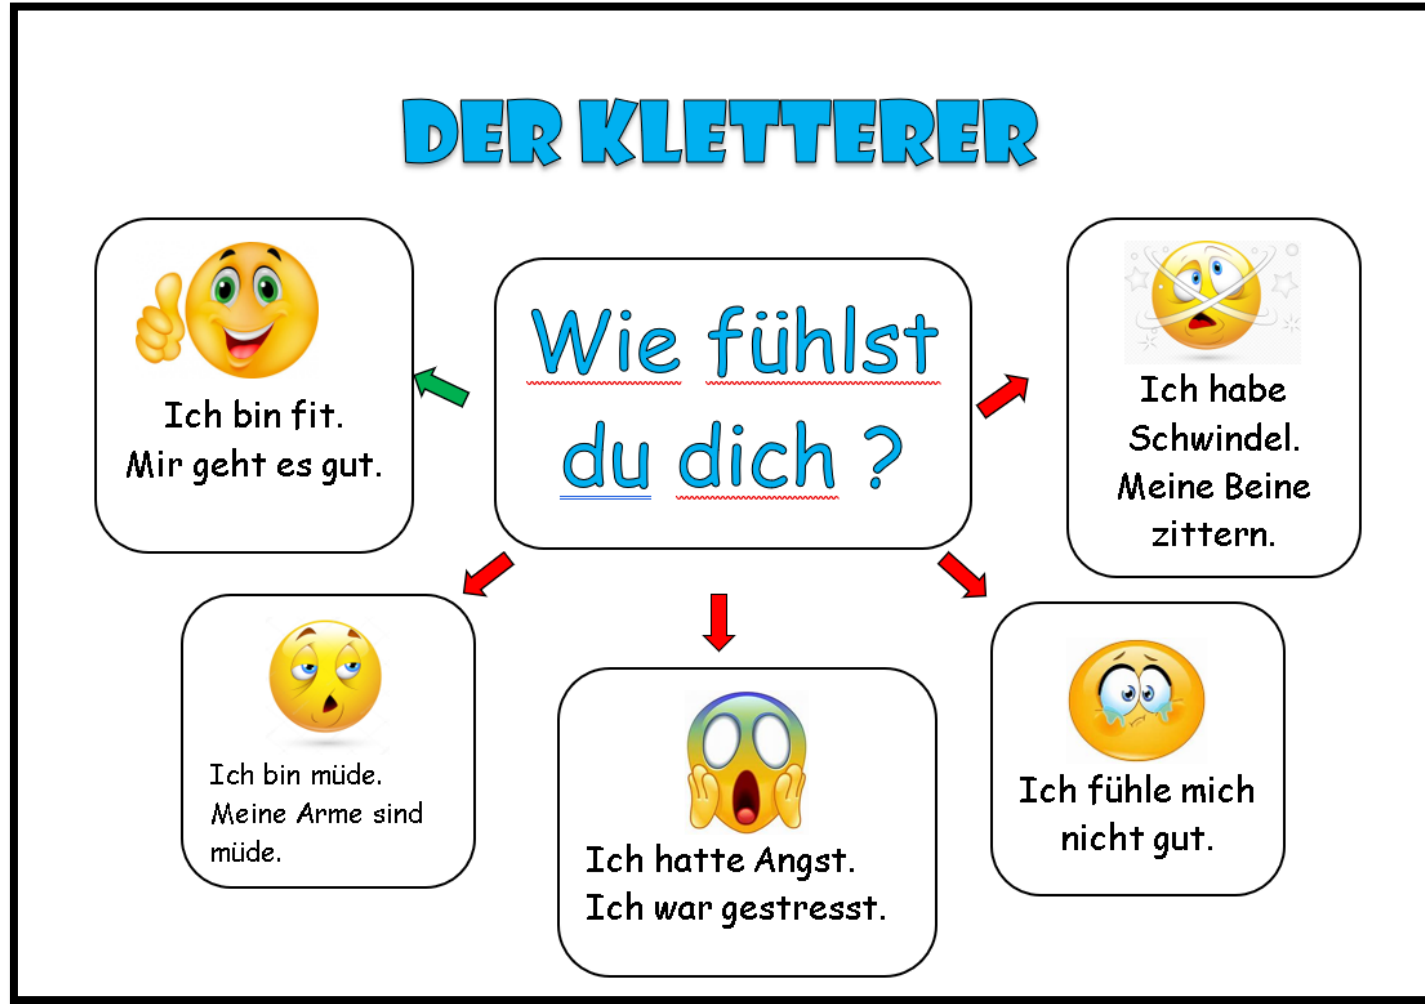 DER KLETTERER
Wie fühlst
du dich ?
Ich bin fit.
Mir geht es gut.
Ich habe
Schwindel.
Meine Beine
zittern.
Ich bin müde.
Meine Arme sind
müde.
Ich hatte Angst.
Ich war gestresst.
Ich fühle mich
nicht gut.